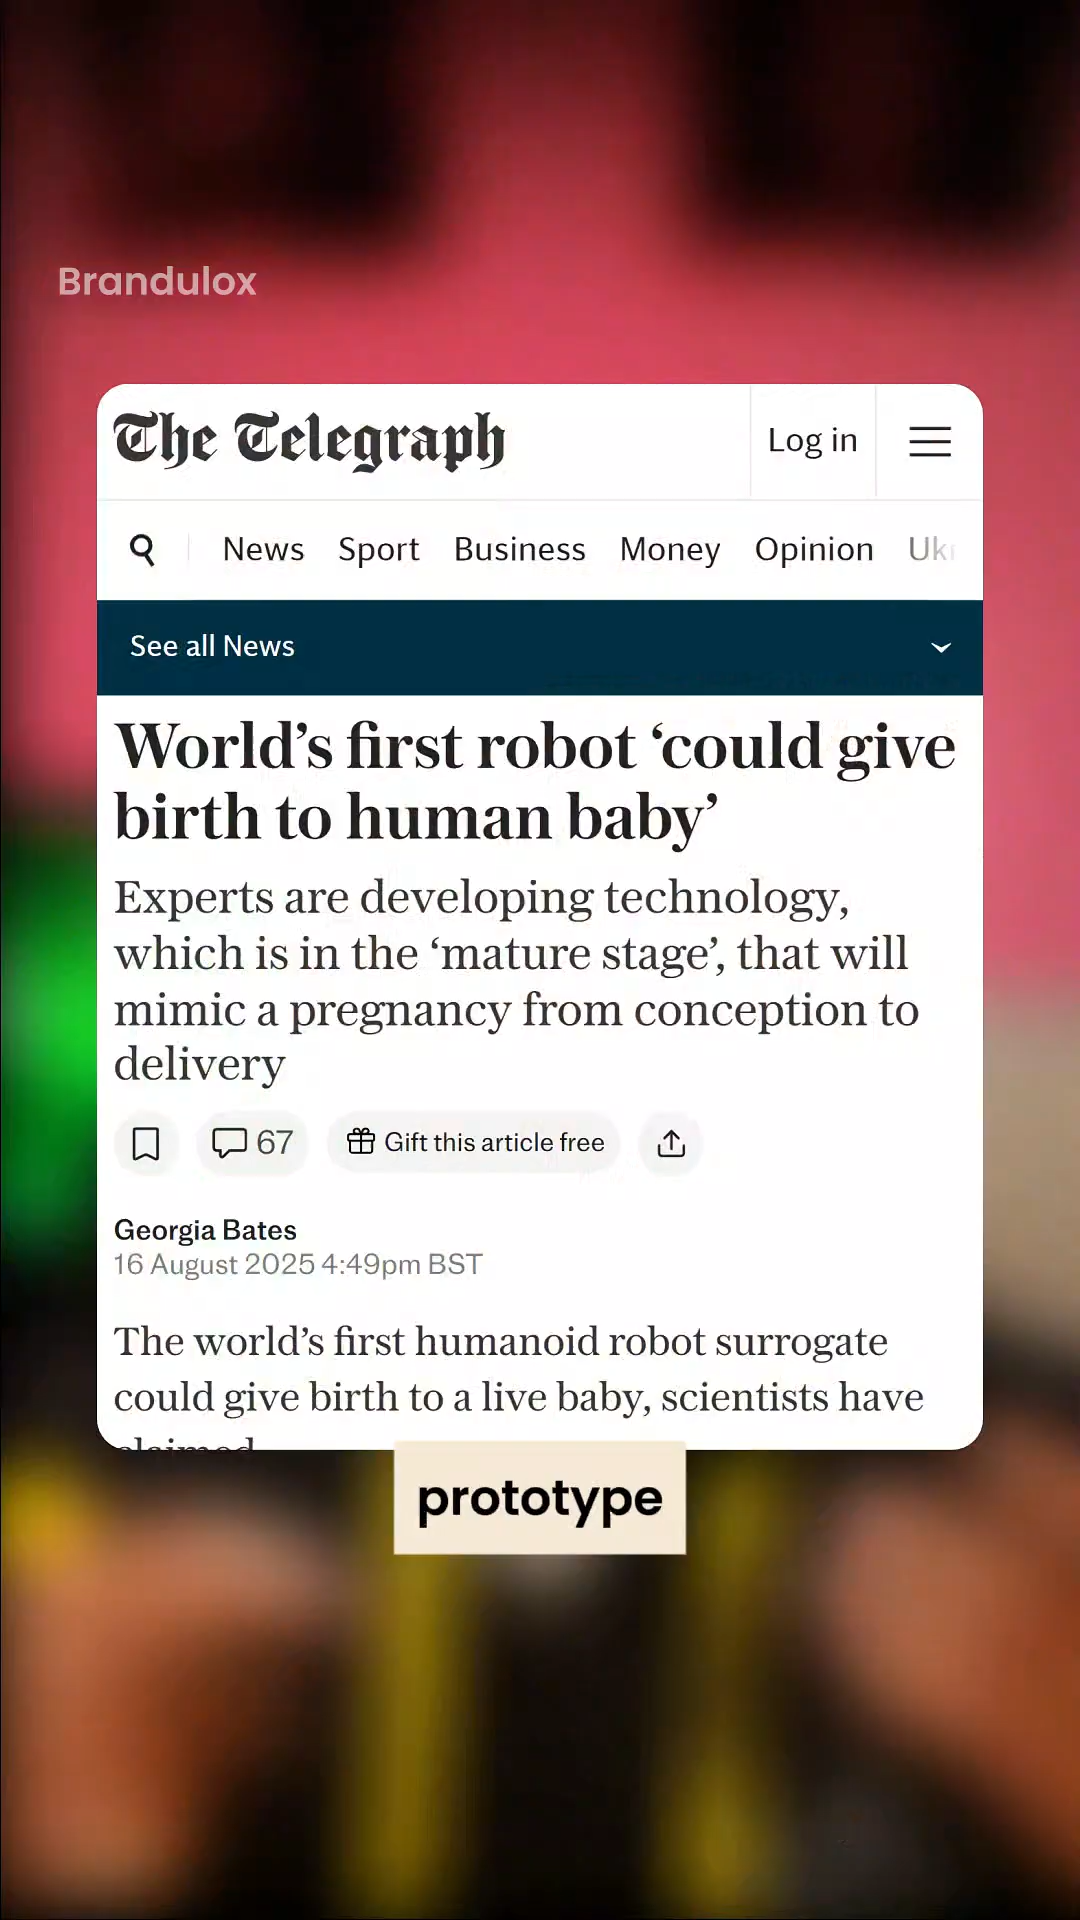 Brandulox
The Telegraph
Log in
News Sport Business Money Opinion
See all News
World's first robot ‘could give
birth to human baby’
Experts are developing technology,
which is in the ‘mature stage’, that will
mimic a pregnancy from conception to
delivery
67 Gift this article free
Georgia Bates
16 August 2025 4:49pm BST
The world’s first humanoid robot surrogate
could give birth to a live baby, scientists have
claimed
prototype